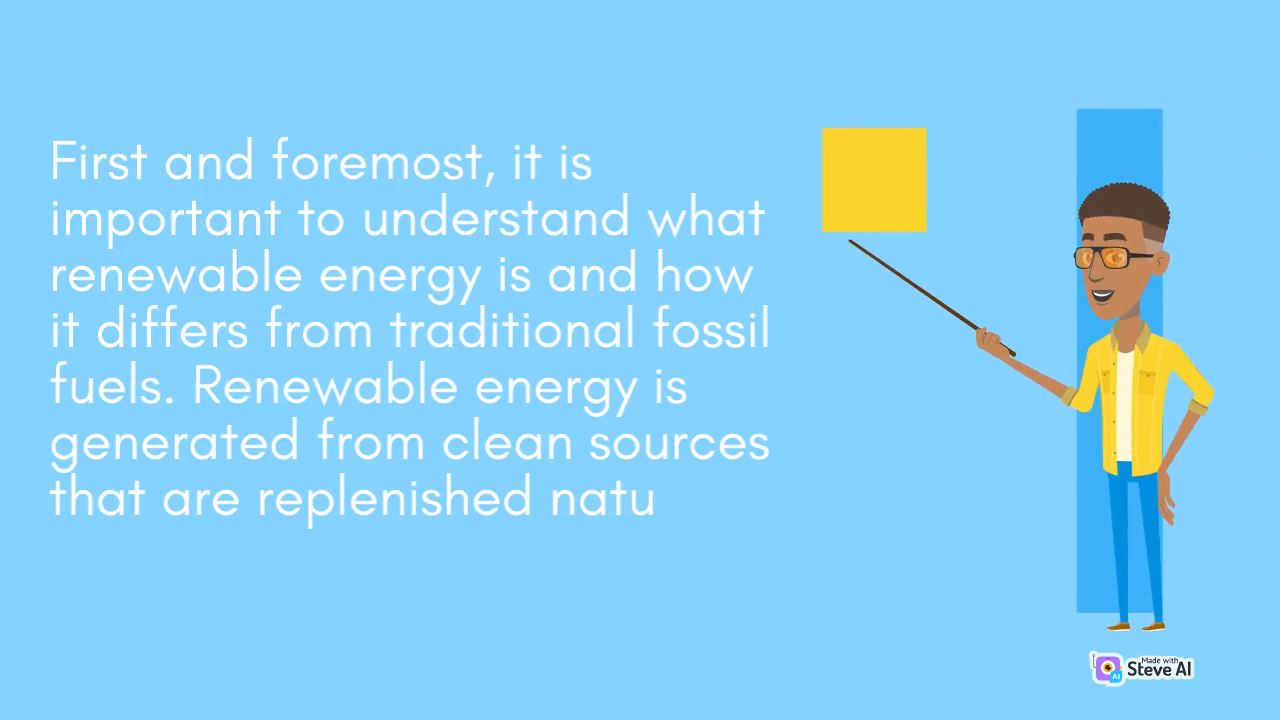 First and foremost, it is
important to understand what
renewable energy is and how
it differs from traditional fossil
fuels. Renewable energy is
generated from clean sources
that are replenished natu
Made with
Steve AI
AI